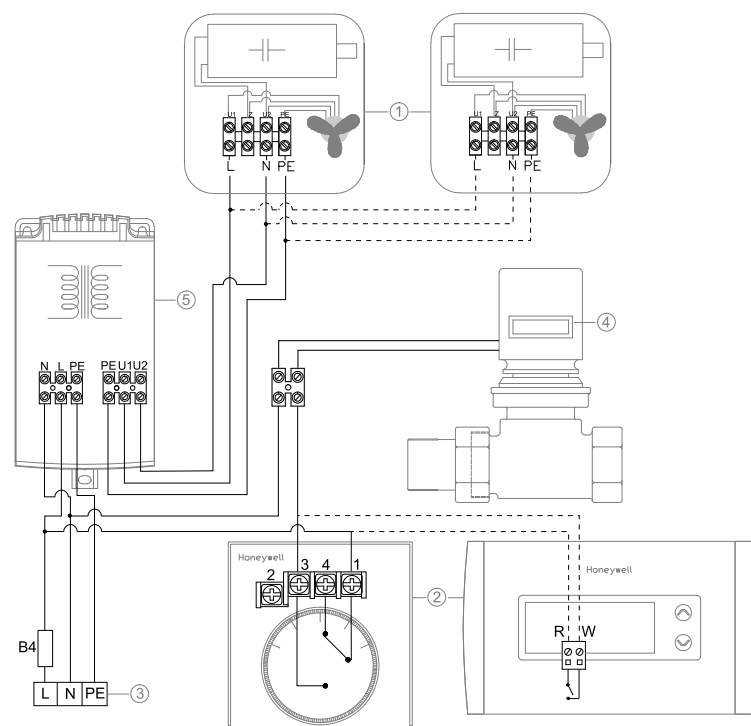 U1 Z U2 PE
U1 Z U2 PE
1
L N PE
L N PE
5
4
N L PE PE U1 U2
Honeywell
3 4 1
2
2
Honeywell
R W
B4
L N PE
3